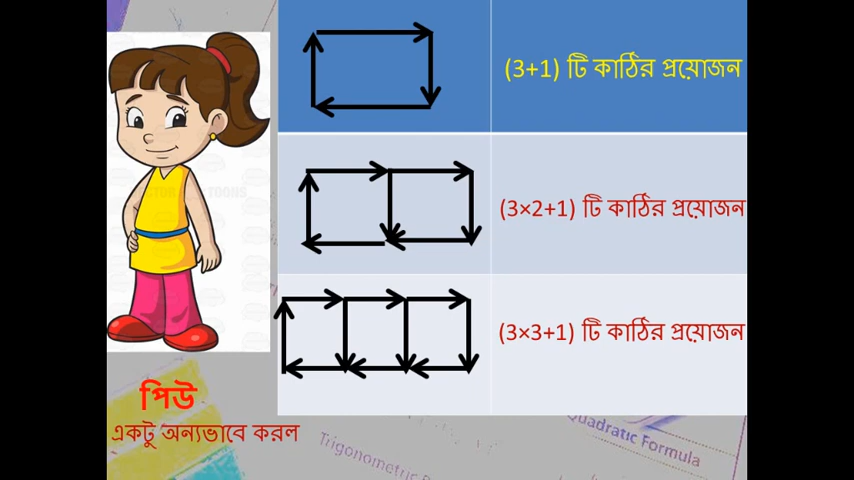 (3+1) টি কাঠির প্রয়োজন
(3×2+1) টি কাঠির প্রয়োজন
(3×3+1) টি কাঠির প্রয়োজন
পিউ
একটু অন্যভাবে করল
Quadratic Formula
Trigonometric